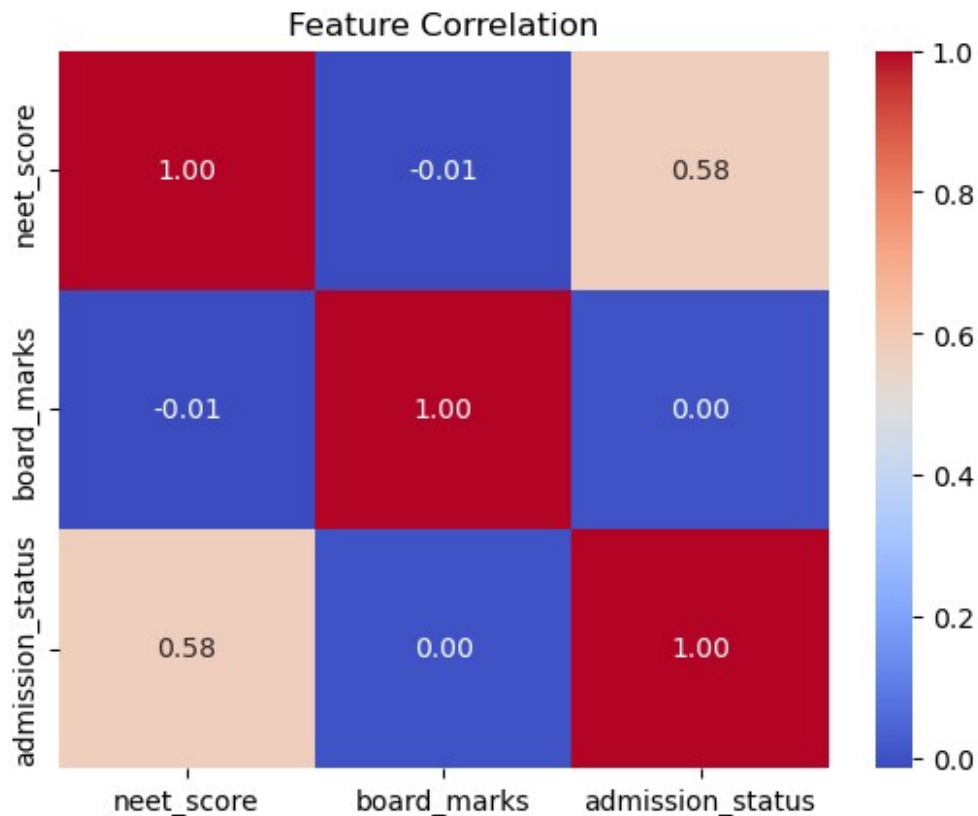 Feature Correlation
neet_score
1.00
-0.01
0.58
board_marks
-0.01
1.00
0.00
admission_status
0.58
0.00
1.00
neet_score
board_marks
admission_status
1.0
0.8
0.6
0.4
0.2
0.0